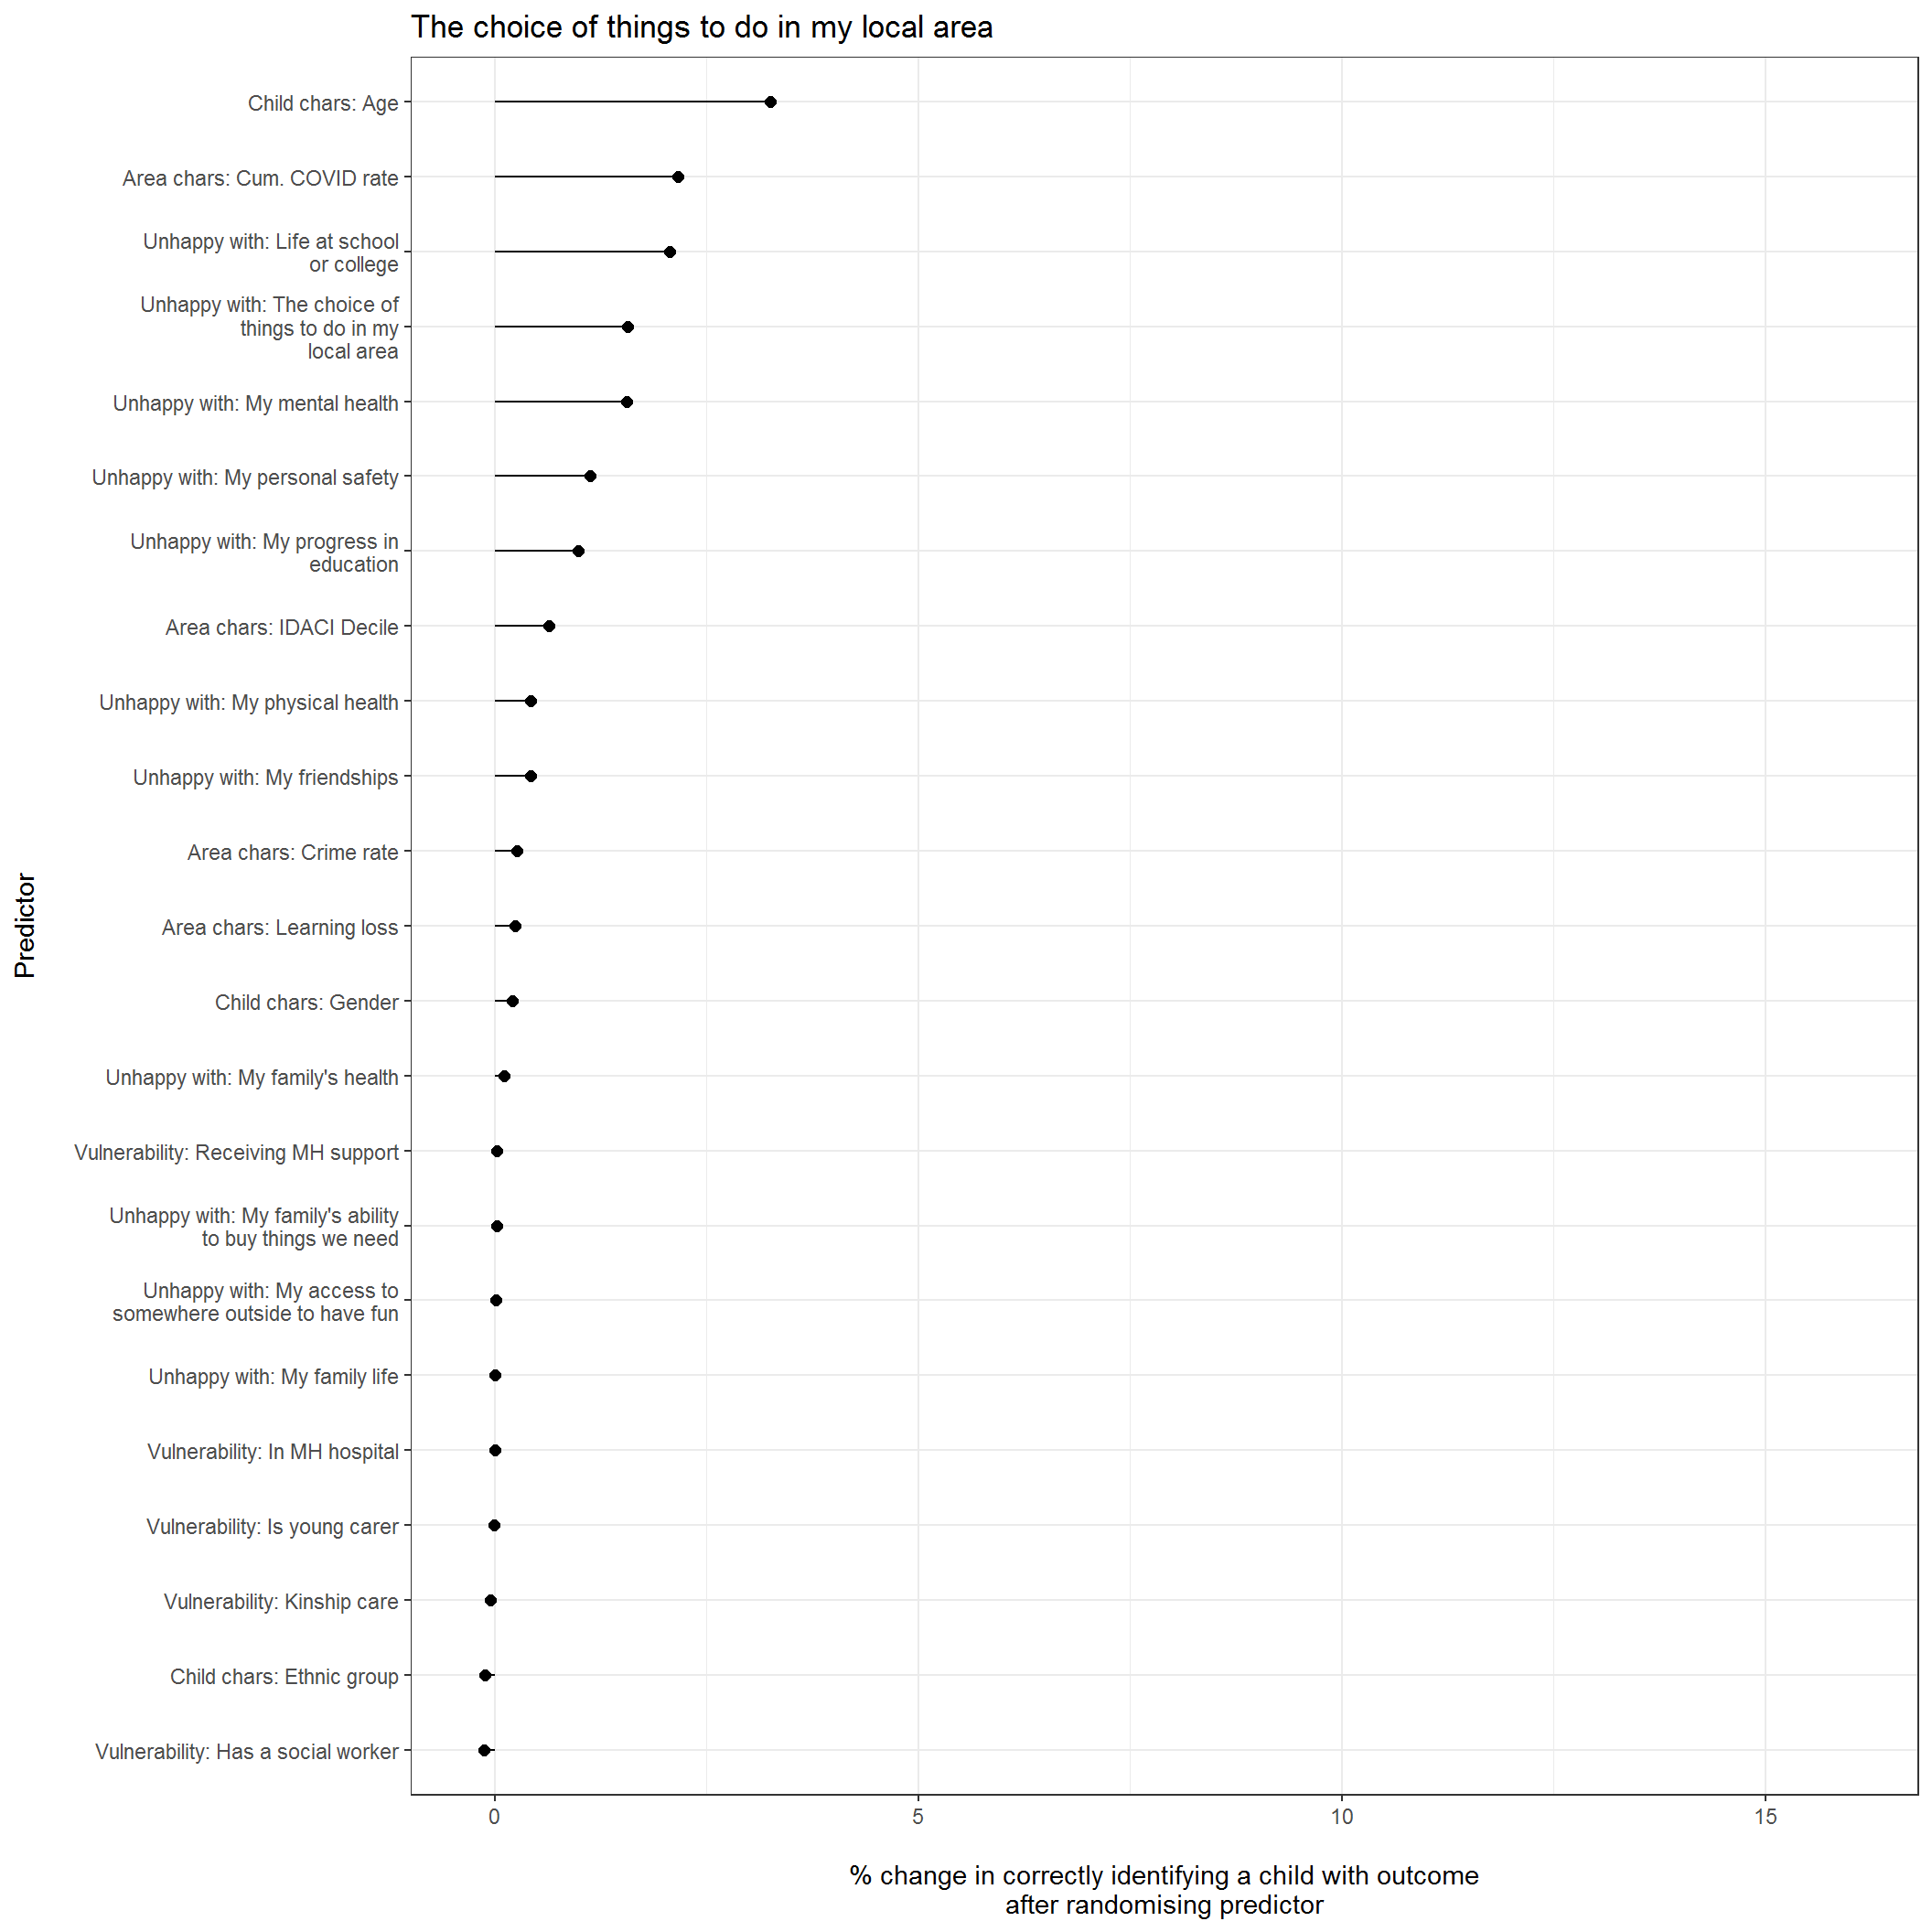 The choice of things to do in my local area
Child chars: Age
Area chars: Cum. COVID rate
Unhappy with: Life at school
or college
Unhappy with: The choice of
things to do in my
local area
Unhappy with: My mental health
Unhappy with: My personal safety
Unhappy with: My progress in
education
Area chars: IDACI Decile
Unhappy with: My physical health
Unhappy with: My friendships
Area chars: Crime rate
Area chars: Learning loss
Child chars: Gender
Unhappy with: My family's health
Vulnerability: Receiving MH support
Unhappy with: My family's ability
to buy things we need
Unhappy with: My access to
somewhere outside to have fun
Unhappy with: My family life
Vulnerability: In MH hospital
Vulnerability: Is young carer
Vulnerability: Kinship care
Child chars: Ethnic group
Vulnerability: Has a social worker
Predictor
0 5 10 15
% change in correctly identifying a child with outcome
after randomising predictor